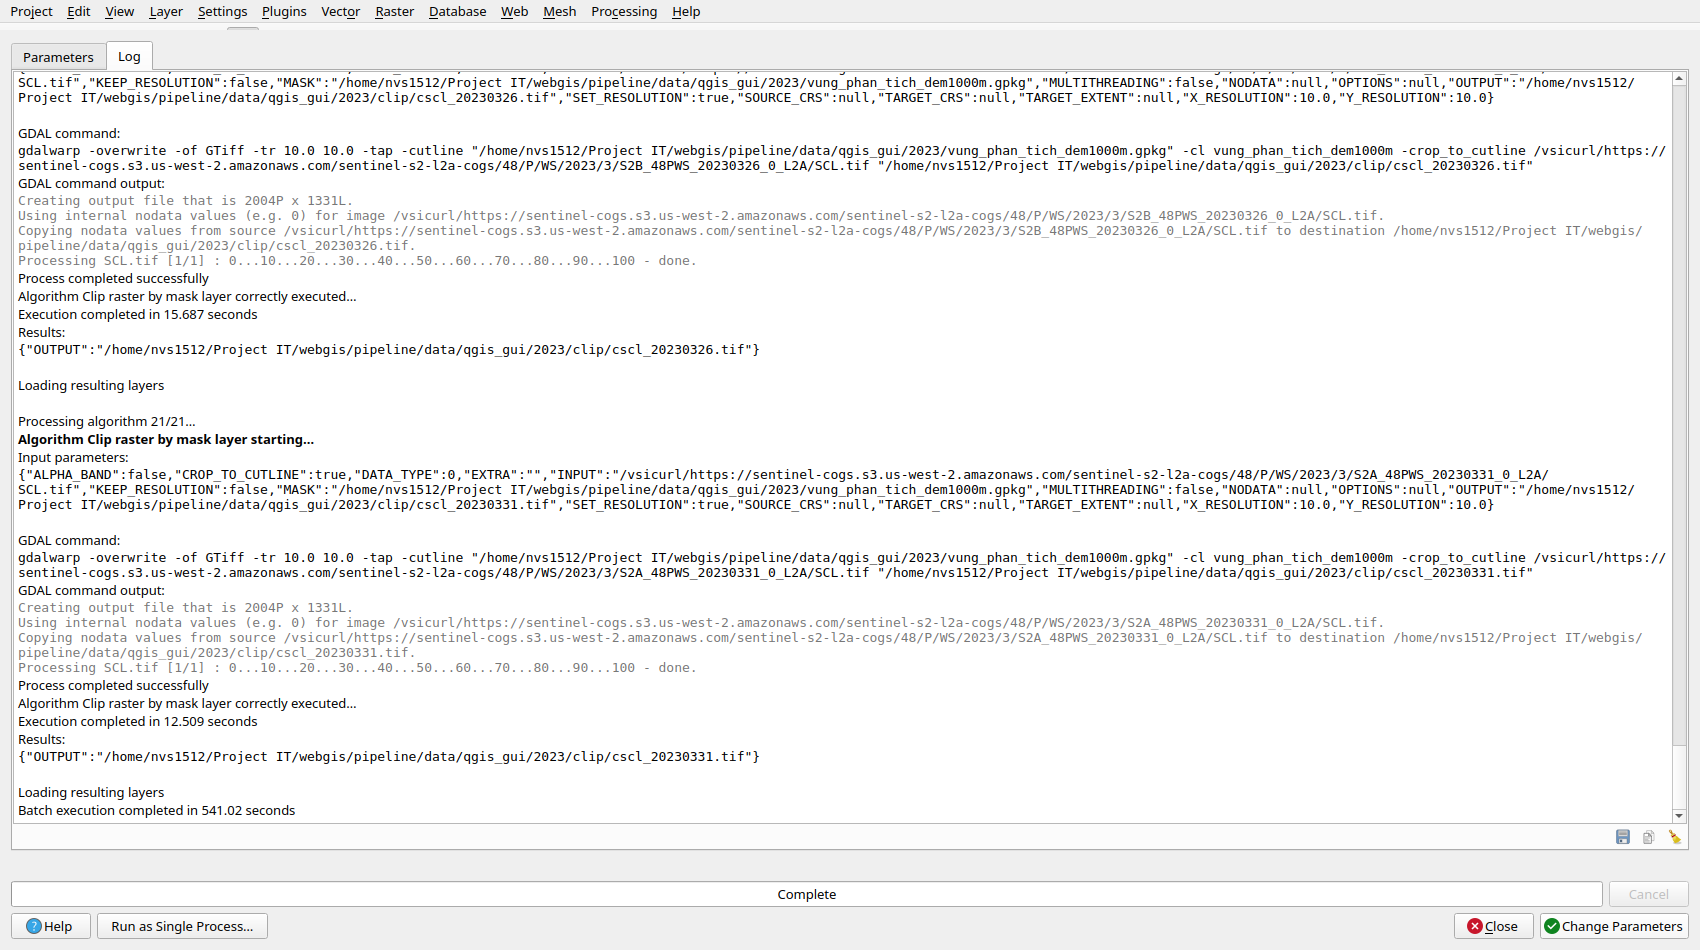 Project Edit View Layer Settings Plugins Vector Raster Database Web Mesh Processing Help
Parameters Log
SCL.tif","KEEP_RESOLUTION":false,"MASK":"/home/nvs1512/Project IT/webgis/pipeline/data/qgis_gui/2023/vung_phan_tich_dem1000m.gpkg","MULTITHREADING":false,"NODATA":null,"OPTIONS":null,"OUTPUT":"/home/nvs1512/
Project IT/webgis/pipeline/data/qgis_gui/2023/clip/cscl_20230326.tif","SET_RESOLUTION":true,"SOURCE_CRS":null,"TARGET_CRS":null,"TARGET_EXTENT":null,"X_RESOLUTION":10.0,"Y_RESOLUTION":10.0}
GDAL command:
gdalwarp -overwrite -of GTiff -tr 10.0 10.0 -tap -cutline "/home/nvs1512/Project IT/webgis/pipeline/data/qgis_gui/2023/vung_phan_tich_dem1000m.gpkg" -cl vung_phan_tich_dem1000m -crop_to_cutline /vsicurl/https://
sentinel-cogs.s3.us-west-2.amazonaws.com/sentinel-s2-l2a-cogs/48/P/WS/2023/3/S2B_48PWS_20230326_0_L2A/SCL.tif "/home/nvs1512/Project IT/webgis/pipeline/data/qgis_gui/2023/clip/cscl_20230326.tif"
GDAL command output:
Creating output file that is 2004P x 1331L.
Using internal nodata values (e.g. 0) for image /vsicurl/https://sentinel-cogs.s3.us-west-2.amazonaws.com/sentinel-s2-l2a-cogs/48/P/WS/2023/3/S2B_48PWS_20230326_0_L2A/SCL.tif.
Copying nodata values from source /vsicurl/https://sentinel-cogs.s3.us-west-2.amazonaws.com/sentinel-s2-l2a-cogs/48/P/WS/2023/3/S2B_48PWS_20230326_0_L2A/SCL.tif to destination /home/nvs1512/Project IT/webgis/
pipeline/data/qgis_gui/2023/clip/cscl_20230326.tif.
Processing SCL.tif [1/1] : 0...10...20...30...40...50...60...70...80...90...100 - done.
Process completed successfully
Algorithm Clip raster by mask layer correctly executed…
Execution completed in 15.687 seconds
Results:
{"OUTPUT":"/home/nvs1512/Project IT/webgis/pipeline/data/qgis_gui/2023/clip/cscl_20230326.tif"}
Loading resulting layers
Processing algorithm 21/21…
Algorithm Clip raster by mask layer starting…
Input parameters:
{"ALPHA_BAND":false,"CROP_TO_CUTLINE":true,"DATA_TYPE":0,"EXTRA":"","INPUT":"/vsicurl/https://sentinel-cogs.s3.us-west-2.amazonaws.com/sentinel-s2-l2a-cogs/48/P/WS/2023/3/S2A_48PWS_20230331_0_L2A/
SCL.tif","KEEP_RESOLUTION":false,"MASK":"/home/nvs1512/Project IT/webgis/pipeline/data/qgis_gui/2023/vung_phan_tich_dem1000m.gpkg","MULTITHREADING":false,"NODATA":null,"OPTIONS":null,"OUTPUT":"/home/nvs1512/
Project IT/webgis/pipeline/data/qgis_gui/2023/clip/cscl_20230331.tif","SET_RESOLUTION":true,"SOURCE_CRS":null,"TARGET_CRS":null,"TARGET_EXTENT":null,"X_RESOLUTION":10.0,"Y_RESOLUTION":10.0}
GDAL command:
gdalwarp -overwrite -of GTiff -tr 10.0 10.0 -tap -cutline "/home/nvs1512/Project IT/webgis/pipeline/data/qgis_gui/2023/vung_phan_tich_dem1000m.gpkg" -cl vung_phan_tich_dem1000m -crop_to_cutline /vsicurl/https://
sentinel-cogs.s3.us-west-2.amazonaws.com/sentinel-s2-l2a-cogs/48/P/WS/2023/3/S2A_48PWS_20230331_0_L2A/SCL.tif "/home/nvs1512/Project IT/webgis/pipeline/data/qgis_gui/2023/clip/cscl_20230331.tif"
GDAL command output:
Creating output file that is 2004P x 1331L.
Using internal nodata values (e.g. 0) for image /vsicurl/https://sentinel-cogs.s3.us-west-2.amazonaws.com/sentinel-s2-l2a-cogs/48/P/WS/2023/3/S2A_48PWS_20230331_0_L2A/SCL.tif.
Copying nodata values from source /vsicurl/https://sentinel-cogs.s3.us-west-2.amazonaws.com/sentinel-s2-l2a-cogs/48/P/WS/2023/3/S2A_48PWS_20230331_0_L2A/SCL.tif to destination /home/nvs1512/Project IT/webgis/
pipeline/data/qgis_gui/2023/clip/cscl_20230331.tif.
Processing SCL.tif [1/1] : 0...10...20...30...40...50...60...70...80...90...100 - done.
Process completed successfully
Algorithm Clip raster by mask layer correctly executed…
Execution completed in 12.509 seconds
Results:
{"OUTPUT":"/home/nvs1512/Project IT/webgis/pipeline/data/qgis_gui/2023/clip/cscl_20230331.tif"}
Loading resulting layers
Batch execution completed in 541.02 seconds
Complete Cancel
Help Run as Single Process… Close Change Parameters